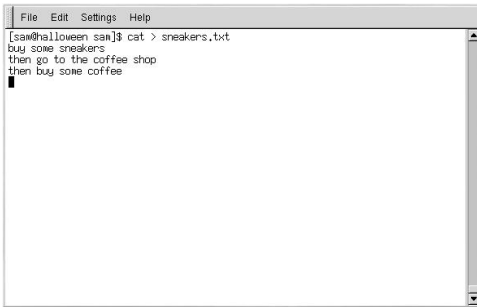 File Edit Settings Help
[sam@halloween sam]$ cat > sneakers.txt
buy some sneakers
then go to the coffee shop
then buy some coffee